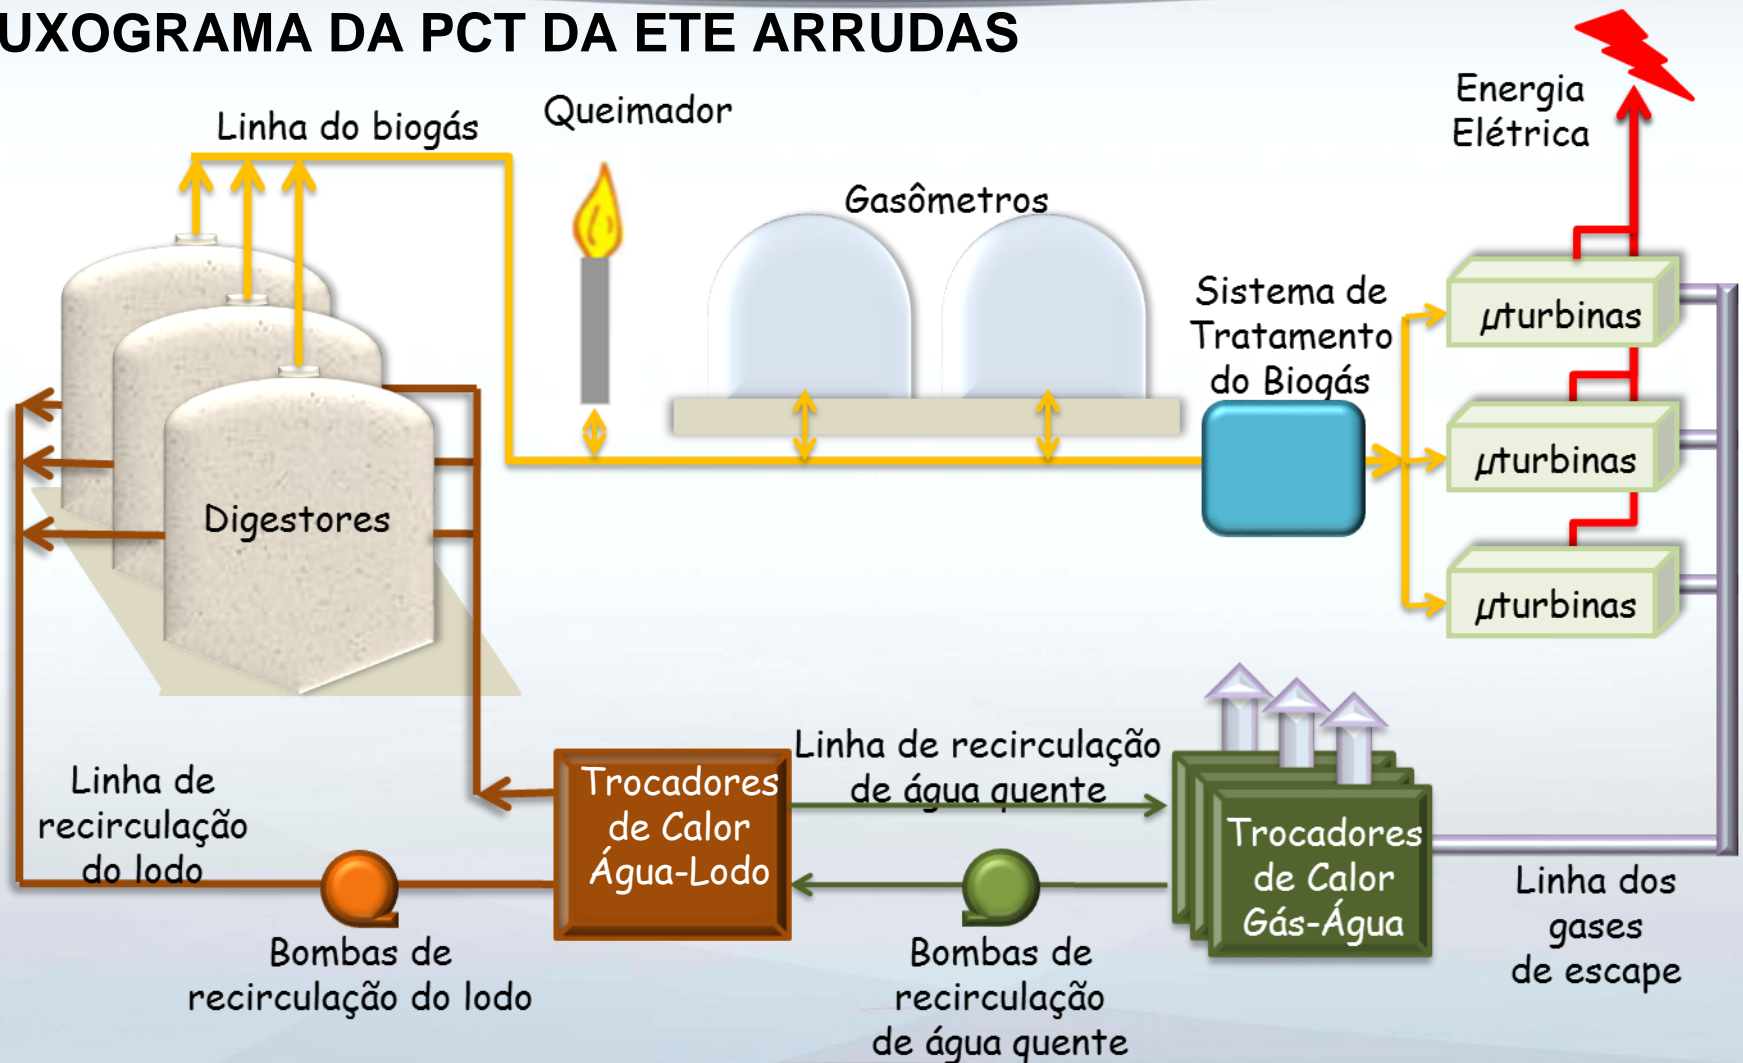 UXOGRAMA DA PCT DA ETE ARRUDAS
Linha do biogás
Queimador
Gasômetros
Energia
Elétrica
Sistema de
Tratamento
do Biogás
µturbinas
µturbinas
µturbinas
Digestores
Linha de
recirculação
do lodo
Bombas de
recirculação do lodo
Trocadores
de Calor
Água-Lodo
Linha de recirculação
de água quente
Bombas de
recirculação
de água quente
Trocadores
de Calor
Gás-Água
Linha dos
gases
de escape